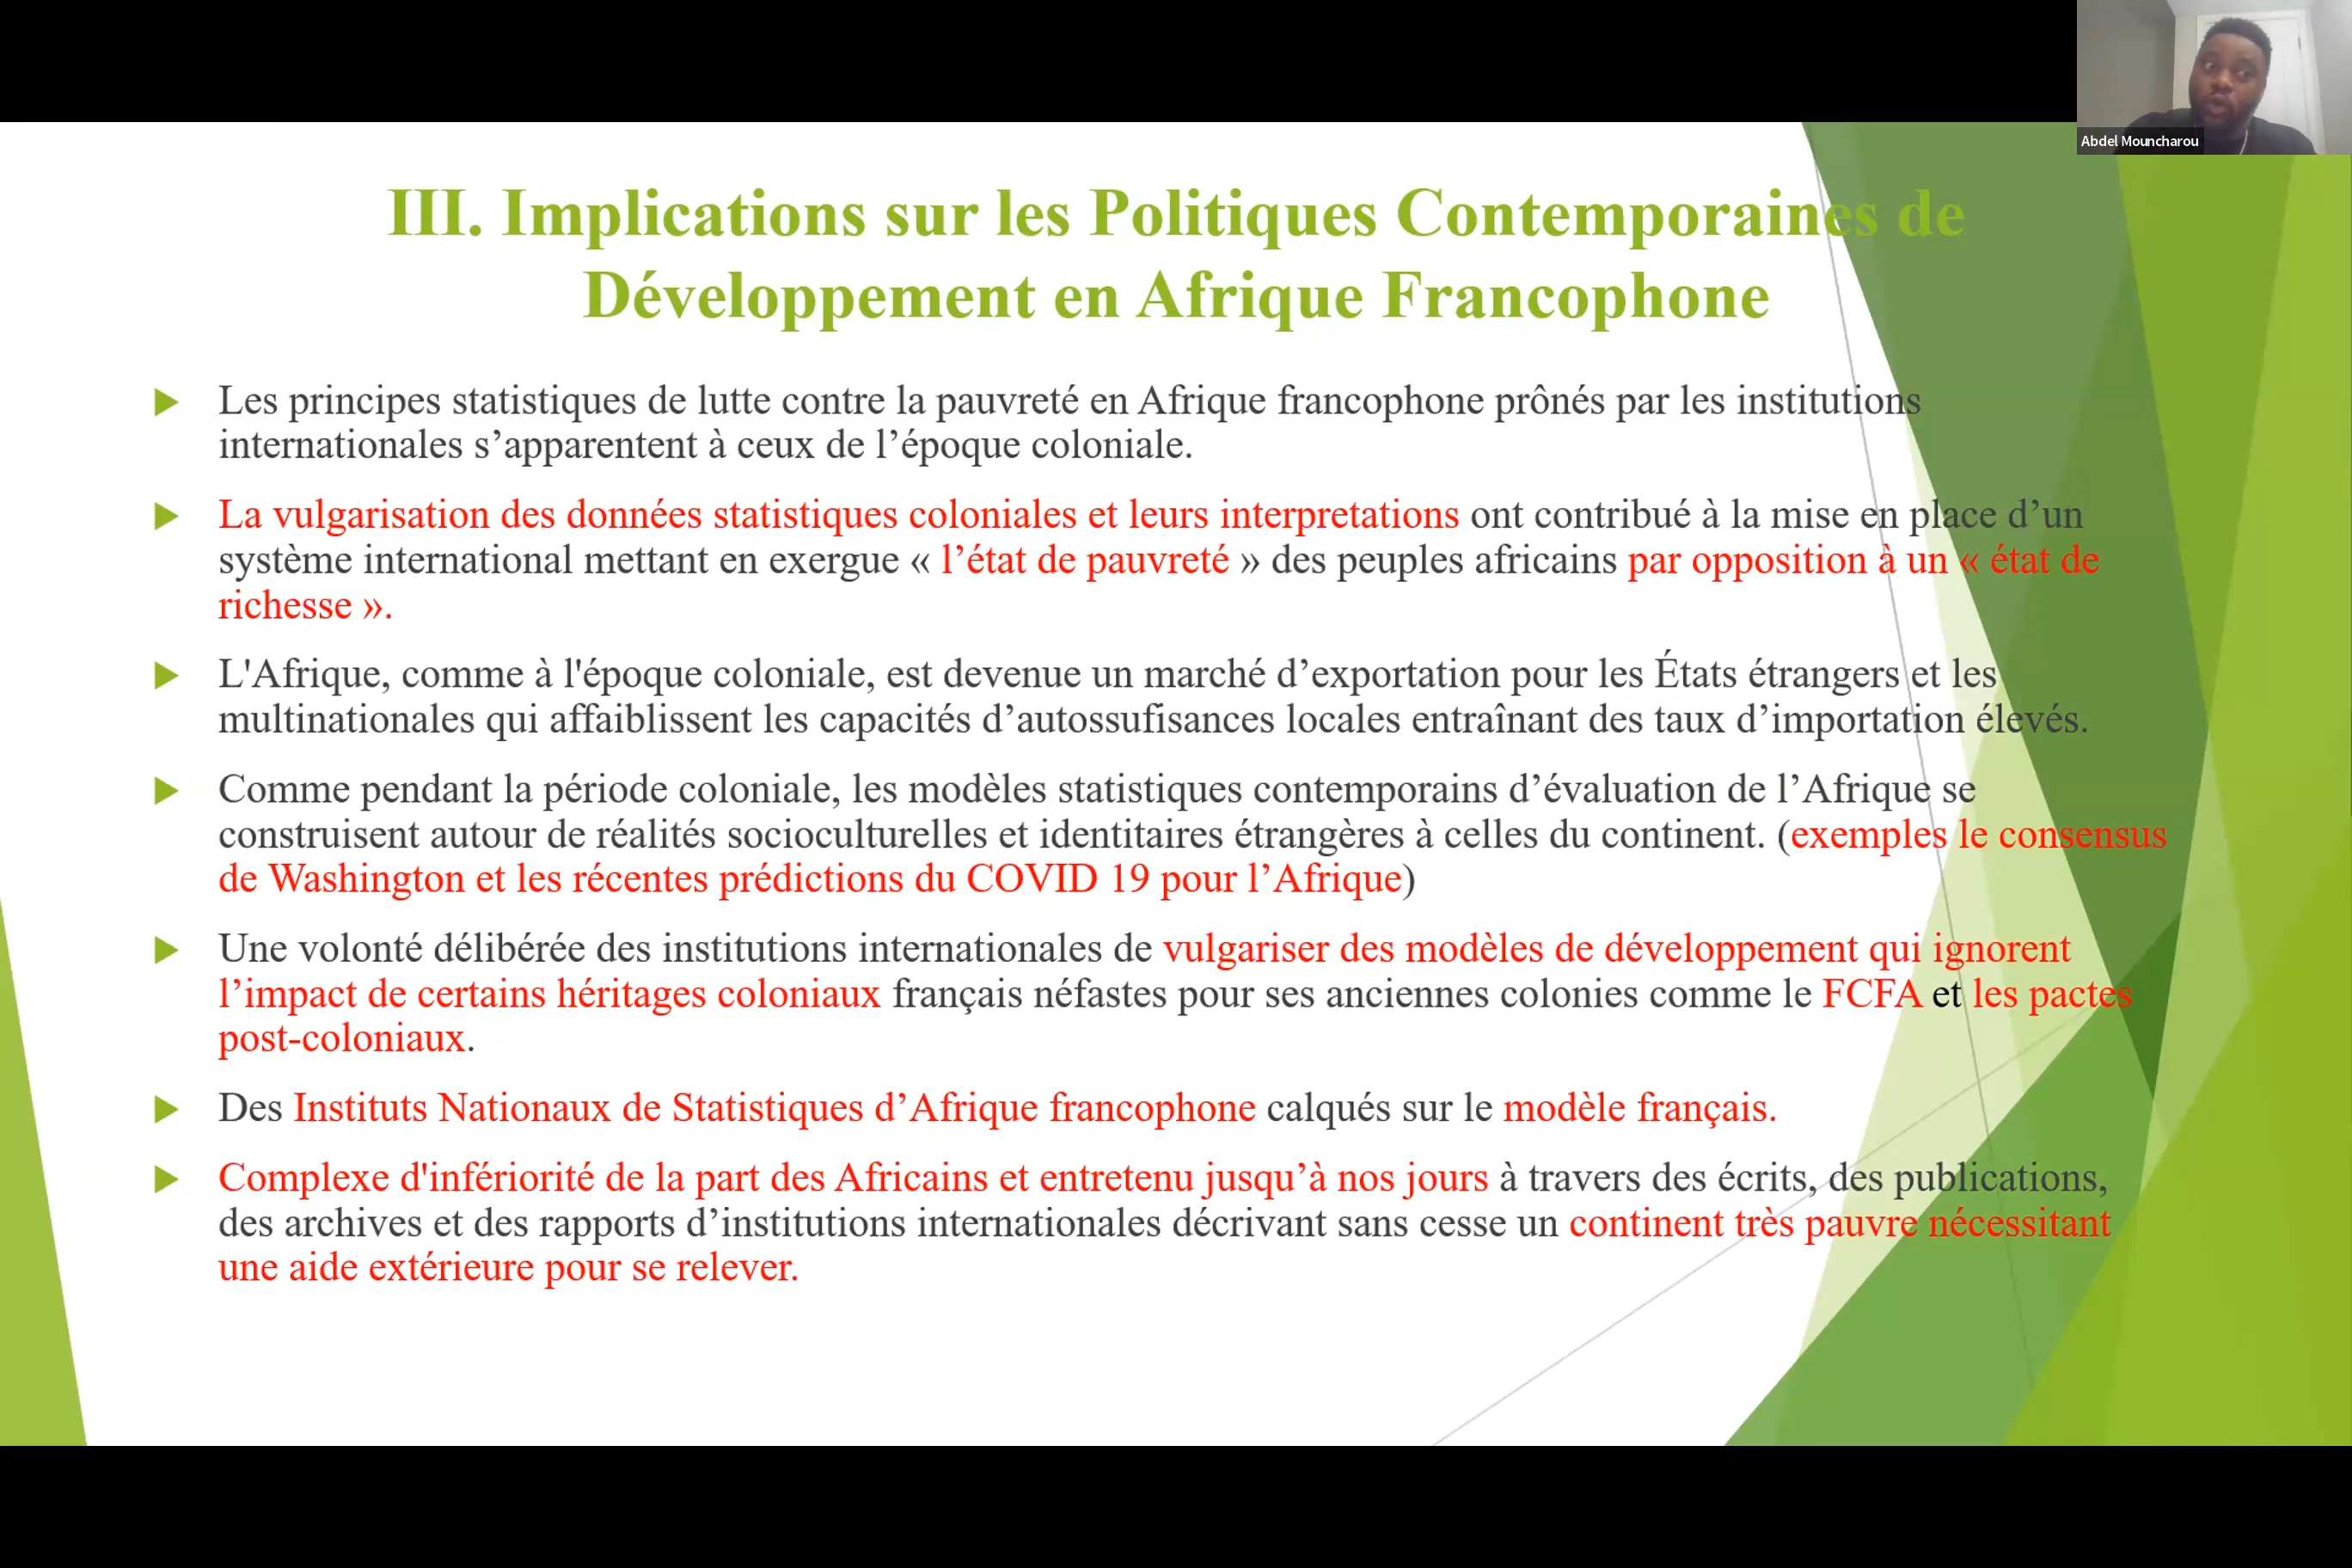 Abdel Mouncharou
III. Implications sur les Politiques Contemporaines de
Développement en Afrique Francophone
Les principes statistiques de lutte contre la pauvreté en Afrique francophone prônés par les institutions
internationales s’apparentent à ceux de l’époque coloniale.
La vulgarisation des données statistiques coloniales et leurs interpretations ont contribué à la mise en place d’un
système international mettant en exergue « l’état de pauvreté » des peuples africains par opposition à un « état de
richesse ».
L'Afrique, comme à l'époque coloniale, est devenue un marché d’exportation pour les États étrangers et les
multinationales qui affaiblissent les capacités d’autossufisances locales entraînant des taux d’importation élevés.
Comme pendant la période coloniale, les modèles statistiques contemporains d’évaluation de l’Afrique se
construisent autour de réalités socioculturelles et identitaires étrangères à celles du continent. (exemples le consensus
de Washington et les récentes prédictions du COVID 19 pour l’Afrique)
Une volonté délibérée des institutions internationales de vulgariser des modèles de développement qui ignorent
l’impact de certains héritages coloniaux français néfastes pour ses anciennes colonies comme le FCFA et les pactes
post-coloniaux.
Des Instituts Nationaux de Statistiques d’Afrique francophone calqués sur le modèle français.
Complexe d'infériorité de la part des Africains et entretenu jusqu’à nos jours à travers des écrits, des publications,
des archives et des rapports d’institutions internationales décrivant sans cesse un continent très pauvre nécessitant
une aide extérieure pour se relever.